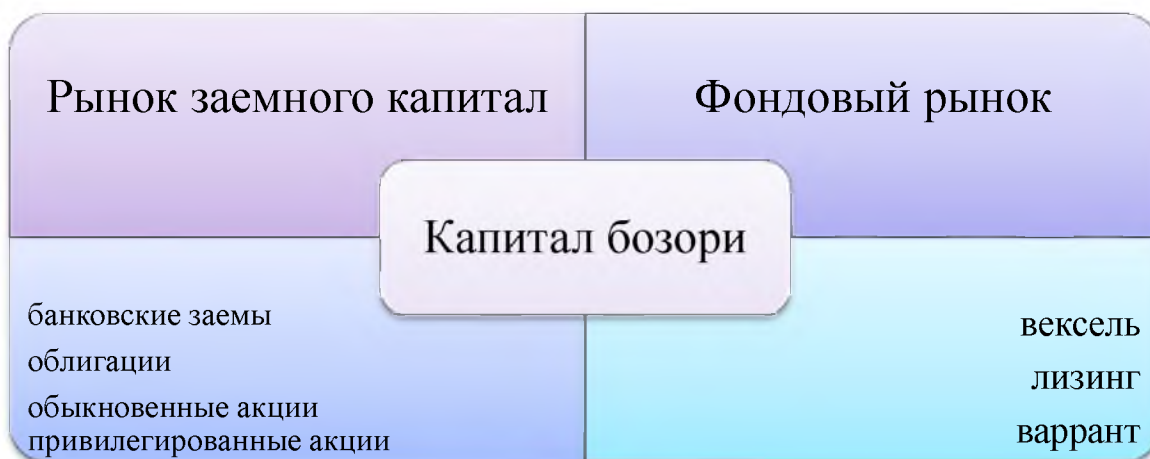 Рынок заемного капитал
Фондовый рынок
Капитал бозори
банковские заемы
облигации
обыкновенные акции
привилегированные акции
вексель
лизинг
варрант